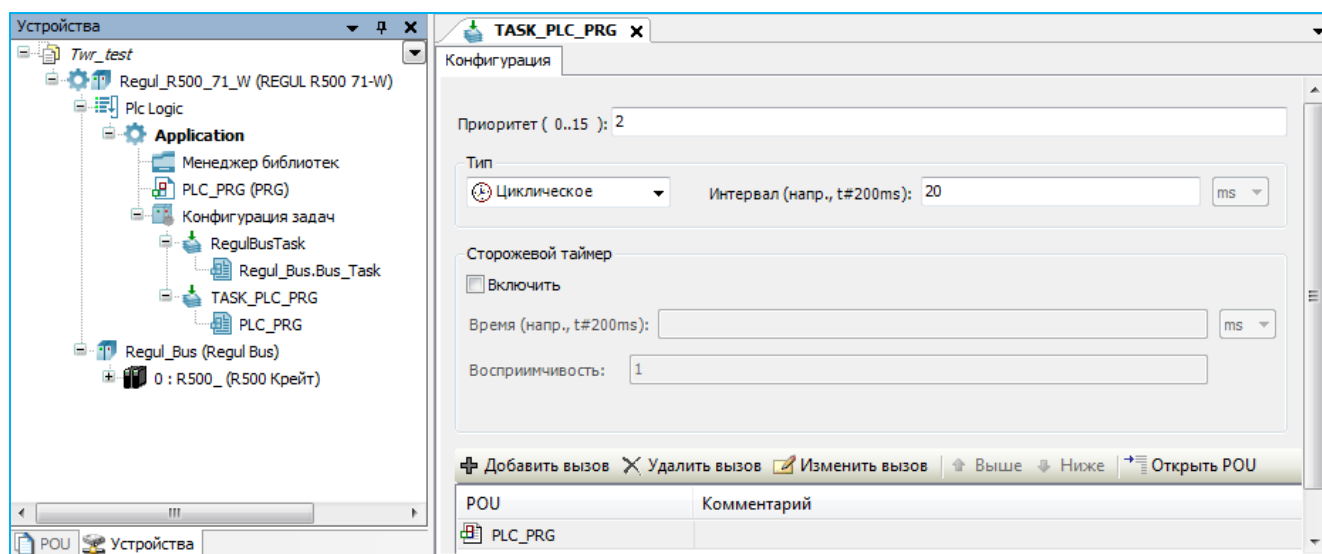 Устройства
Twr_test
Regul_R500_71_W (REGUL R500 71-W)
Plc Logic
Application
Менеджер библиотек
PLC_PRG (PRG)
Конфигурация задач
RegulBusTask
Regul_Bus.Bus_Task
TASK_PLC_PRG
PLC_PRG
Regul_Bus (Regul Bus)
0 : R500_ (R500 Крейт)
POU Устройства
TASK_PLC_PRG
Конфигурация
Приоритет ( 0..15 ): 2
Тип
Циклическое Интервал (напр., t#200ms): 20 ms
Сторожевой таймер
Включить
Время (напр., t#200ms): ms
Восприимчивость: 1
Добавить вызов Удалить вызов Изменить вызов Выше Ниже Открыть POU
POU Комментарий
PLC_PRG